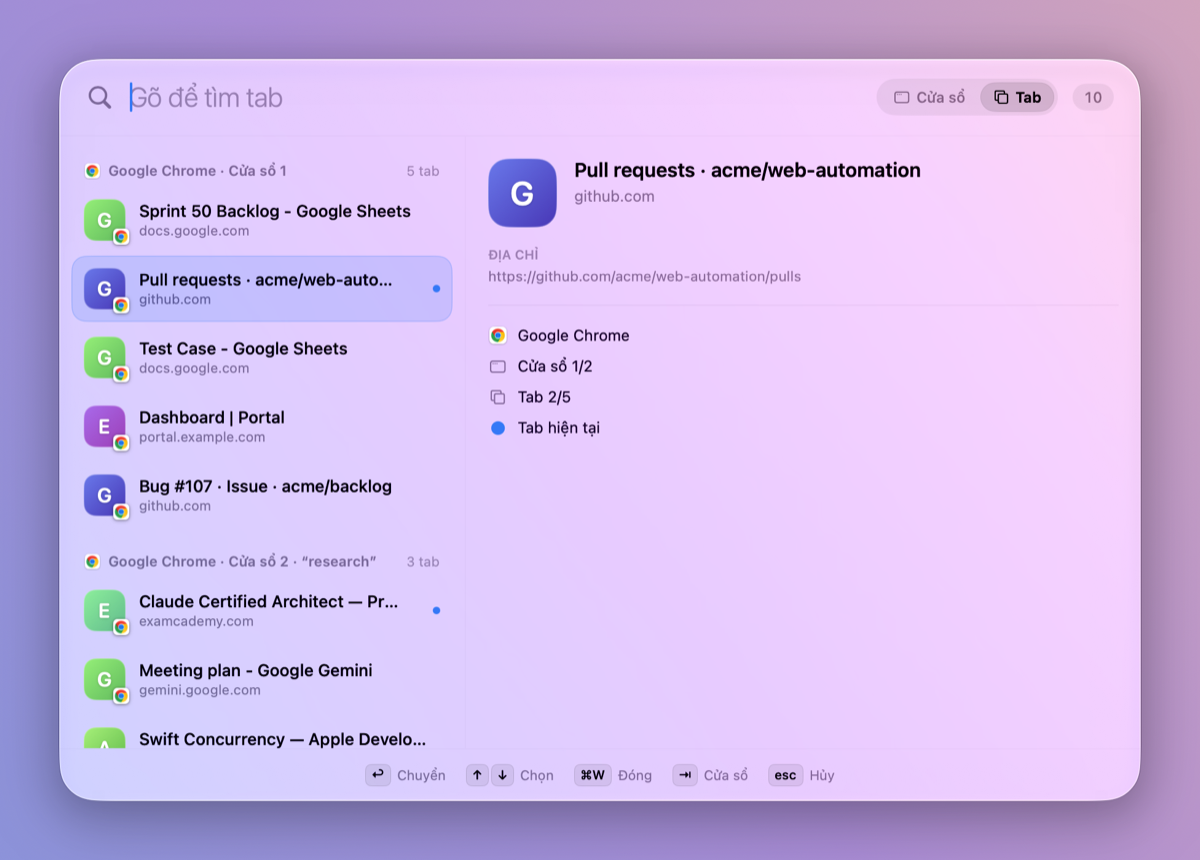 Gõ để tìm tab
Cửa sổ
Tab
10
Google Chrome · Cửa sổ 1
5 tab
G
Sprint 50 Backlog - Google Sheets
docs.google.com
G
Pull requests · acme/web-auto...
github.com
G
Test Case - Google Sheets
docs.google.com
E
Dashboard | Portal
portal.example.com
G
Bug #107 · Issue · acme/backlog
github.com
Google Chrome · Cửa sổ 2 · “research”
3 tab
E
Claude Certified Architect — Pr...
examcademy.com
G
Meeting plan - Google Gemini
gemini.google.com
A
Swift Concurrency — Apple Develo...
G
Pull requests · acme/web-automation
github.com
ĐỊA CHỈ
https://github.com/acme/web-automation/pulls
Google Chrome
Cửa sổ 1/2
Tab 2/5
Tab hiện tại
↩ Chuyển ↑ ↓ Chọn ⌘W Đóng ⇥ Cửa sổ esc Hủy